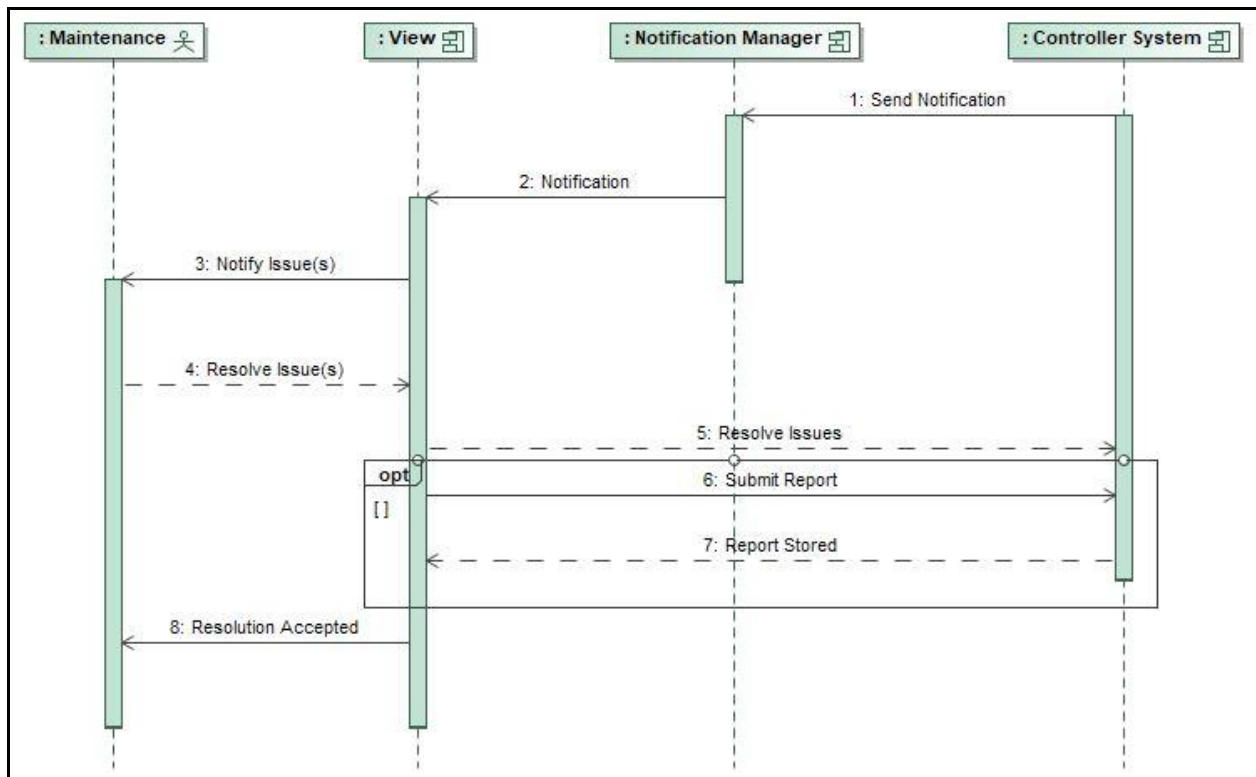 : Maintenance
: View
: Notification Manager
: Controller System
1: Send Notification
2: Notification
3: Notify Issue(s)
4: Resolve Issue(s)
5: Resolve Issues
opt
6: Submit Report
[ ]
7: Report Stored
8: Resolution Accepted